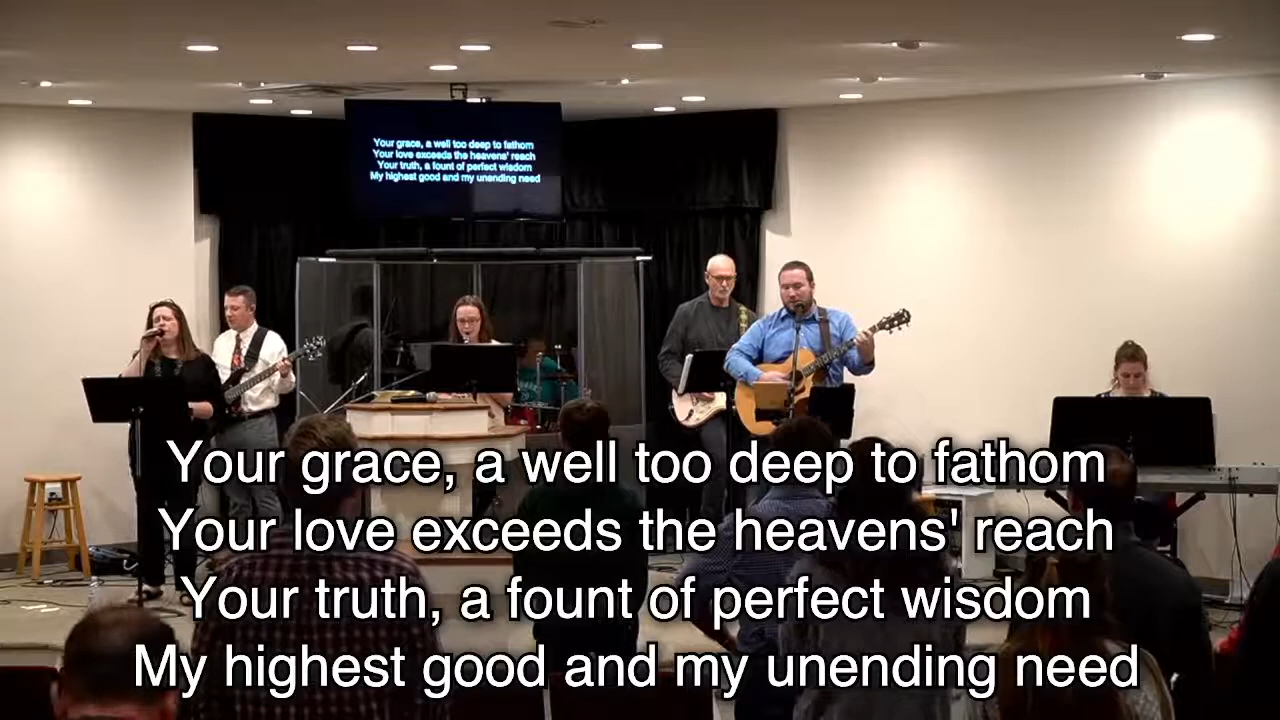 Your grace, a well too deep to fathom
Your love exceeds the heavens' reach
Your truth, a fount of perfect wisdom
My highest good and my unending need
Your grace, a well too deep to fathom
Your love exceeds the heavens' reach
Your truth, a fount of perfect wisdom
My highest good and my unending need